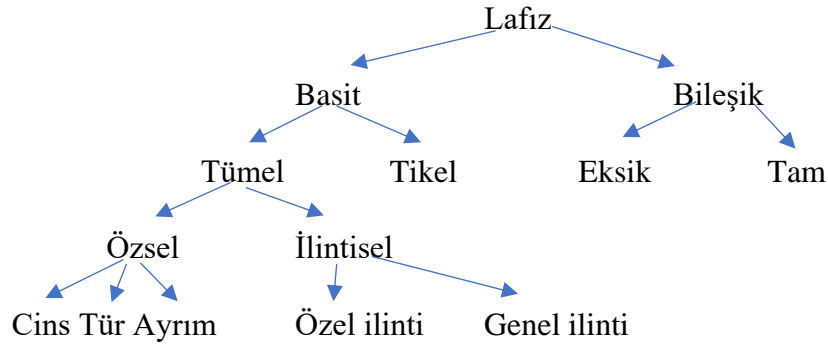 Lafız
Basit Bileşik
Tümel Tikel Eksik Tam
Özsel İlintisel
Cins Tür Ayrım Özel ilinti Genel ilinti